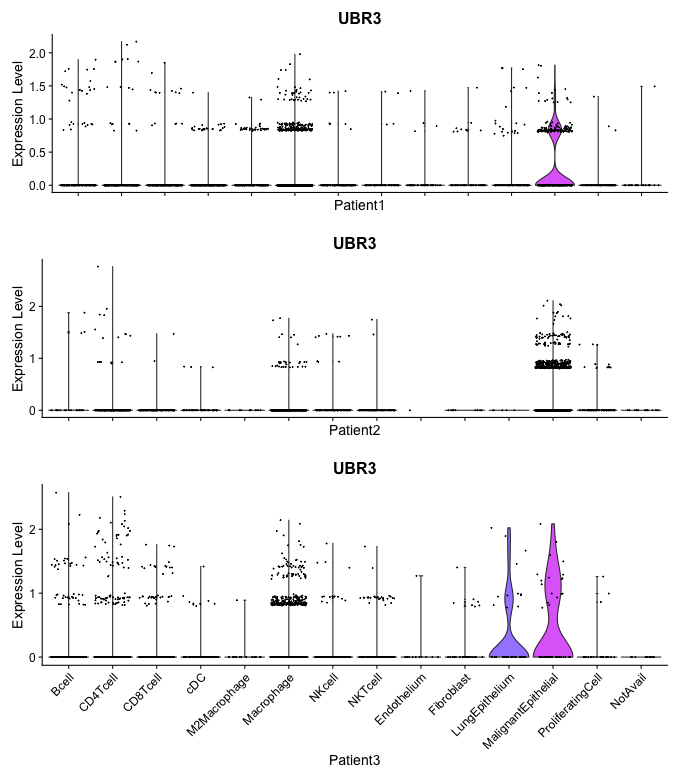 UBR3
Expression Level
2.0
1.5
1.0
0.5
0.0
Patient1
UBR3
Expression Level
2
1
0
Patient2
UBR3
Expression Level
2
1
0
Bcell
CD4Tcell
CD8Tcell
cDC
M2Macrophage
Macrophage
NKcell
NKTcell
Endothelium
Fibroblast
LungEpithelium
MalignantEpithelial
ProliferatingCell
NotAvail
Patient3